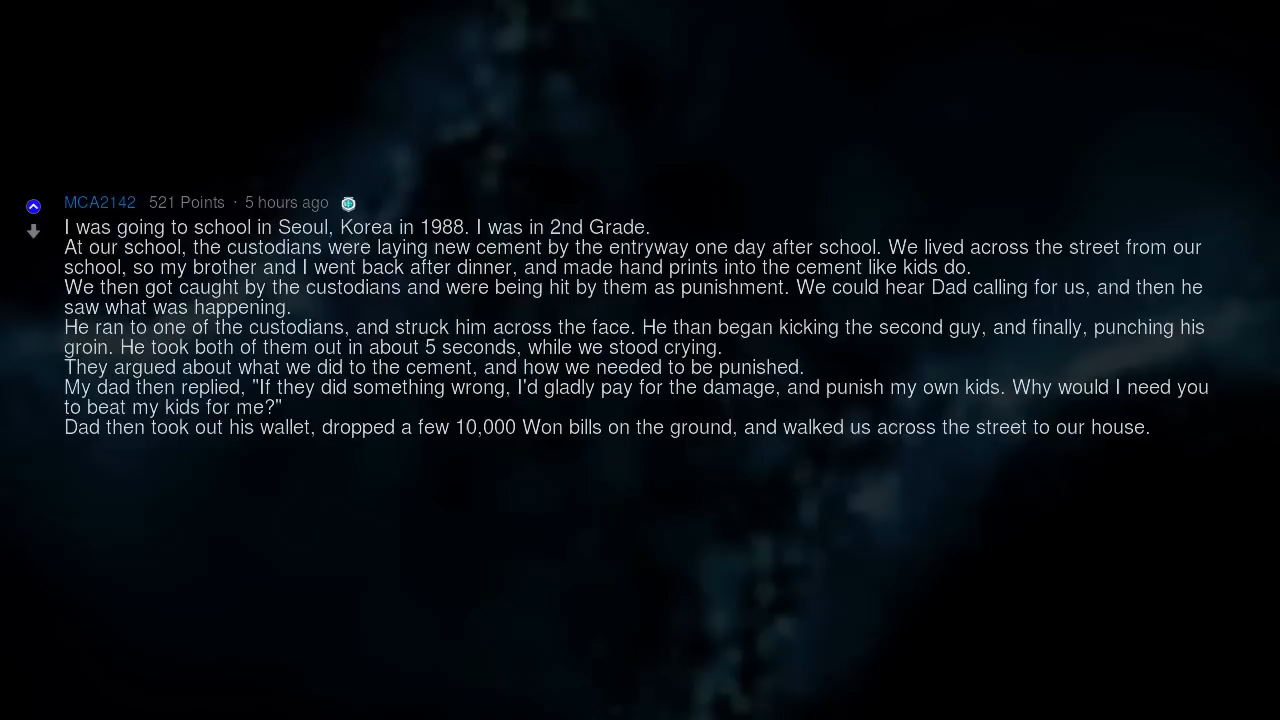 MCA2142 521 Points · 5 hours ago
I was going to school in Seoul, Korea in 1988. I was in 2nd Grade.
At our school, the custodians were laying new cement by the entryway one day after school. We lived across the street from our
school, so my brother and I went back after dinner, and made hand prints into the cement like kids do.
We then got caught by the custodians and were being hit by them as punishment. We could hear Dad calling for us, and then he
saw what was happening.
He ran to one of the custodians, and struck him across the face. He than began kicking the second guy, and finally, punching his
groin. He took both of them out in about 5 seconds, while we stood crying.
They argued about what we did to the cement, and how we needed to be punished.
My dad then replied, "If they did something wrong, I'd gladly pay for the damage, and punish my own kids. Why would I need you
to beat my kids for me?"
Dad then took out his wallet, dropped a few 10,000 Won bills on the ground, and walked us across the street to our house.